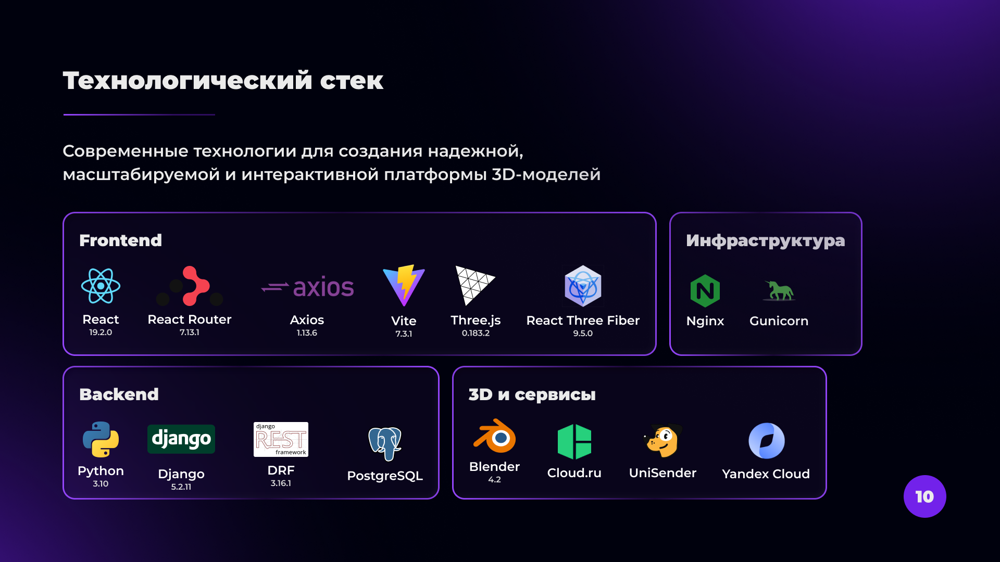 Технологический стек
Современные технологии для создания надежной,
масштабируемой и интерактивной платформы 3D-моделей
Frontend
axios
React
19.2.0
React Router
7.13.1
Axios
1.13.6
Vite
7.3.1
Three.js
0.183.2
React Three Fiber
9.5.0
Инфраструктура
N
Nginx
Gunicorn
Backend
django
django
REST
framework
Python
3.10
Django
5.2.11
DRF
3.16.1
PostgreSQL
3D и сервисы
Blender
4.2
Cloud.ru
UniSender
Yandex Cloud
10